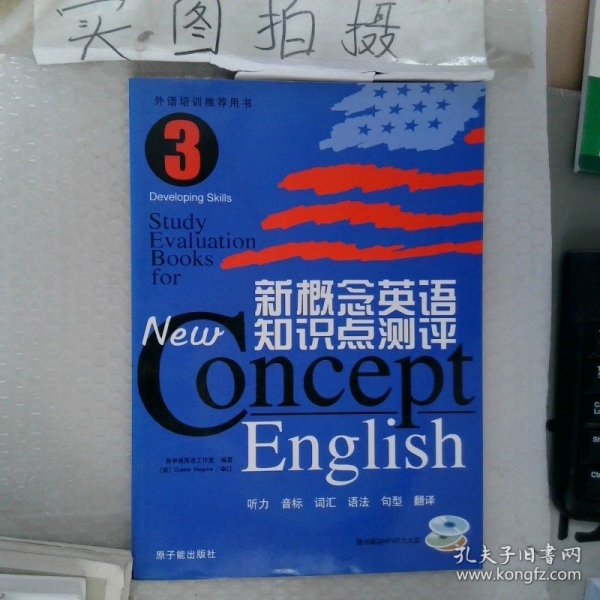 实图拍摄
外语培训推荐用书
3
Developing Skills
Study
Evaluation
Books
for
新概念英语
知识点测评
New
Concept
English
听力 音标 词汇 语法 句型 翻译
原子能出版社
孔夫子旧书网
www.kongfz.com